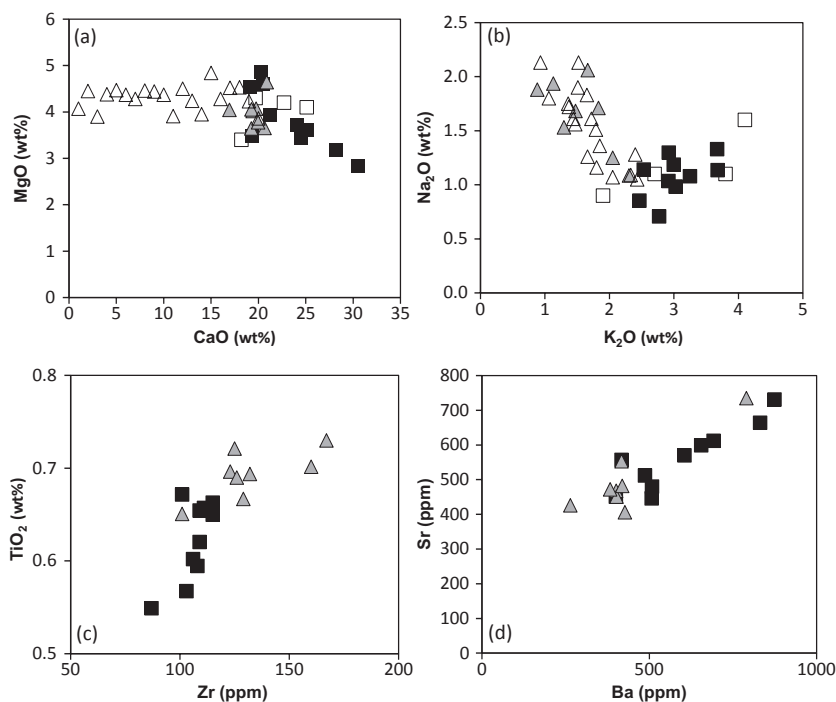 (a)
MgO (wt%)
6
5
4
3
2
1
0
0 5 10 15 20 25 30 35
CaO (wt%)
(b)
Na₂O (wt%)
2.5
2.0
1.5
1.0
0.5
0.0
0 1 2 3 4 5
K₂O (wt%)
(c)
TiO₂ (wt%)
0.8
0.7
0.6
0.5
50 100 150 200
Zr (ppm)
(d)
Sr (ppm)
800
700
600
500
400
300
200
100
0
0 500 1000
Ba (ppm)